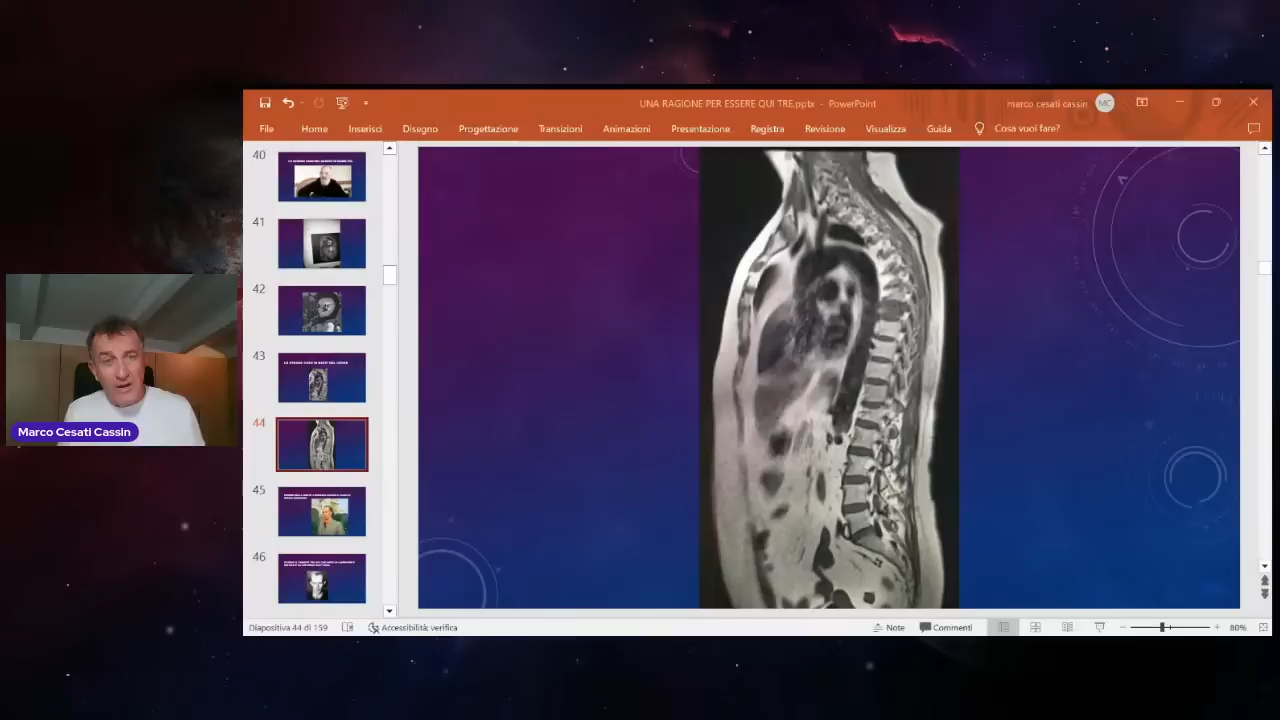 UNA RAGIONE PER ESSERE QUI TRE.pptx - PowerPoint
marco cesati cassin
MC
File Home Inserisci Disegno Progettazione Transizioni Animazioni Presentazione Registra Revisione Visualizza Guida Cosa vuoi fare?
40
41
42
43
44
45
46
Marco Cesati Cassin
Diapositiva 44 di 159
Accessibilità: verifica
Note
Commenti
80%